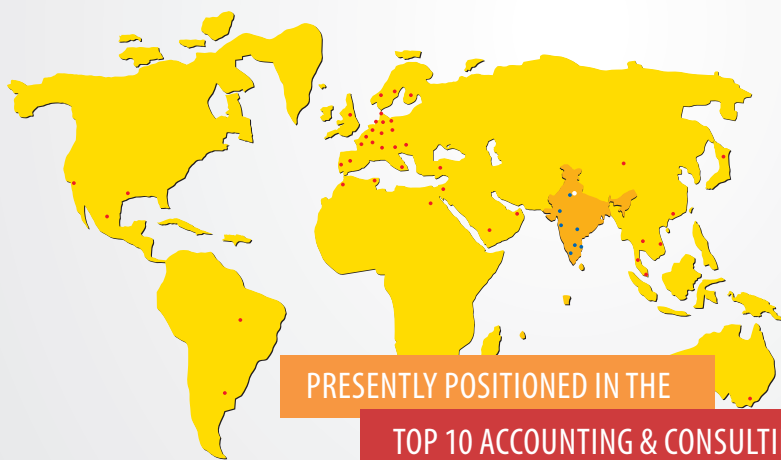 PRESENTLY POSITIONED IN THE
TOP 10 ACCOUNTING & CONSULTI